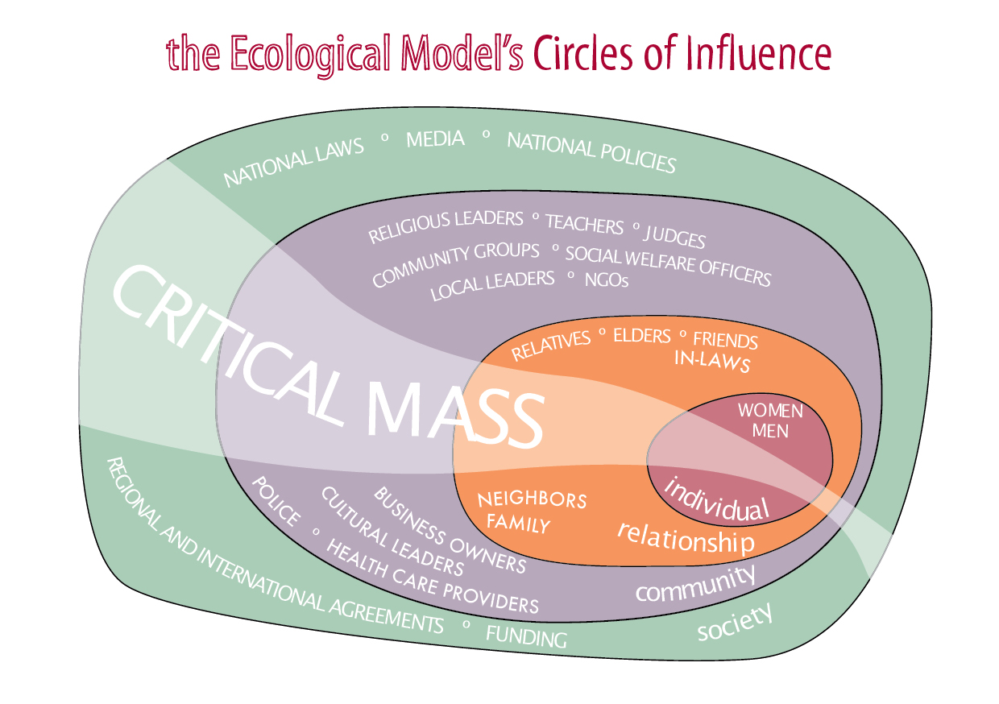 the Ecological Model's Circles of Influence
NATIONAL LAWS º MEDIA º NATIONAL POLICIES
RELIGIOUS LEADERS º TEACHERS º JUDGES
COMMUNITY GROUPS º SOCIAL WELFARE OFFICERS
LOCAL LEADERS º NGOs
CRITICAL MASS
RELATIVES º ELDERS º FRIENDS
IN-LAWS
WOMEN
MEN
individual
NEIGHBORS
FAMILY
relationship
BUSINESS OWNERS
CULTURAL LEADERS
POLICE º HEALTH CARE PROVIDERS
community
REGIONAL AND INTERNATIONAL AGREEMENTS º FUNDING
society